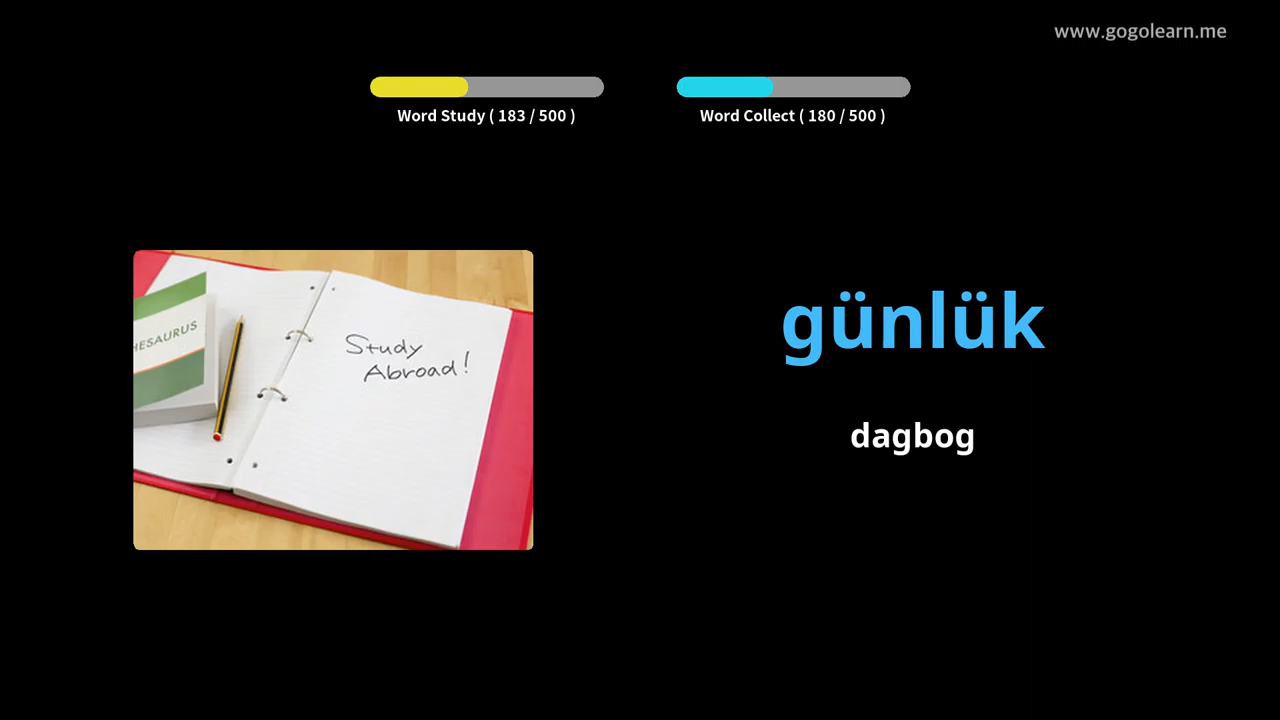 www.gogolearn.me
Word Study ( 183 / 500 )
Word Collect ( 180 / 500 )
HESAURUS
Study
Abroad!
günlük
dagbog